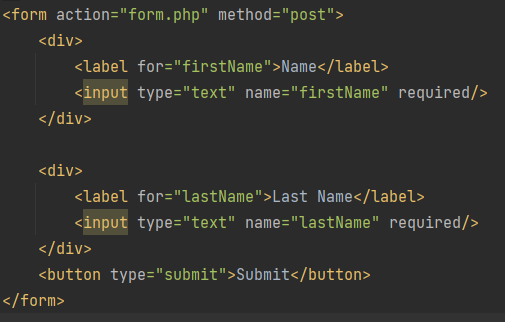 <form action="form.php" method="post">
    <div>
        <label for="firstName">Name</label>
        <input type="text" name="firstName" required/>
    </div>

    <div>
        <label for="lastName">Last Name</label>
        <input type="text" name="lastName" required/>
    </div>
    <button type="submit">Submit</button>
</form>